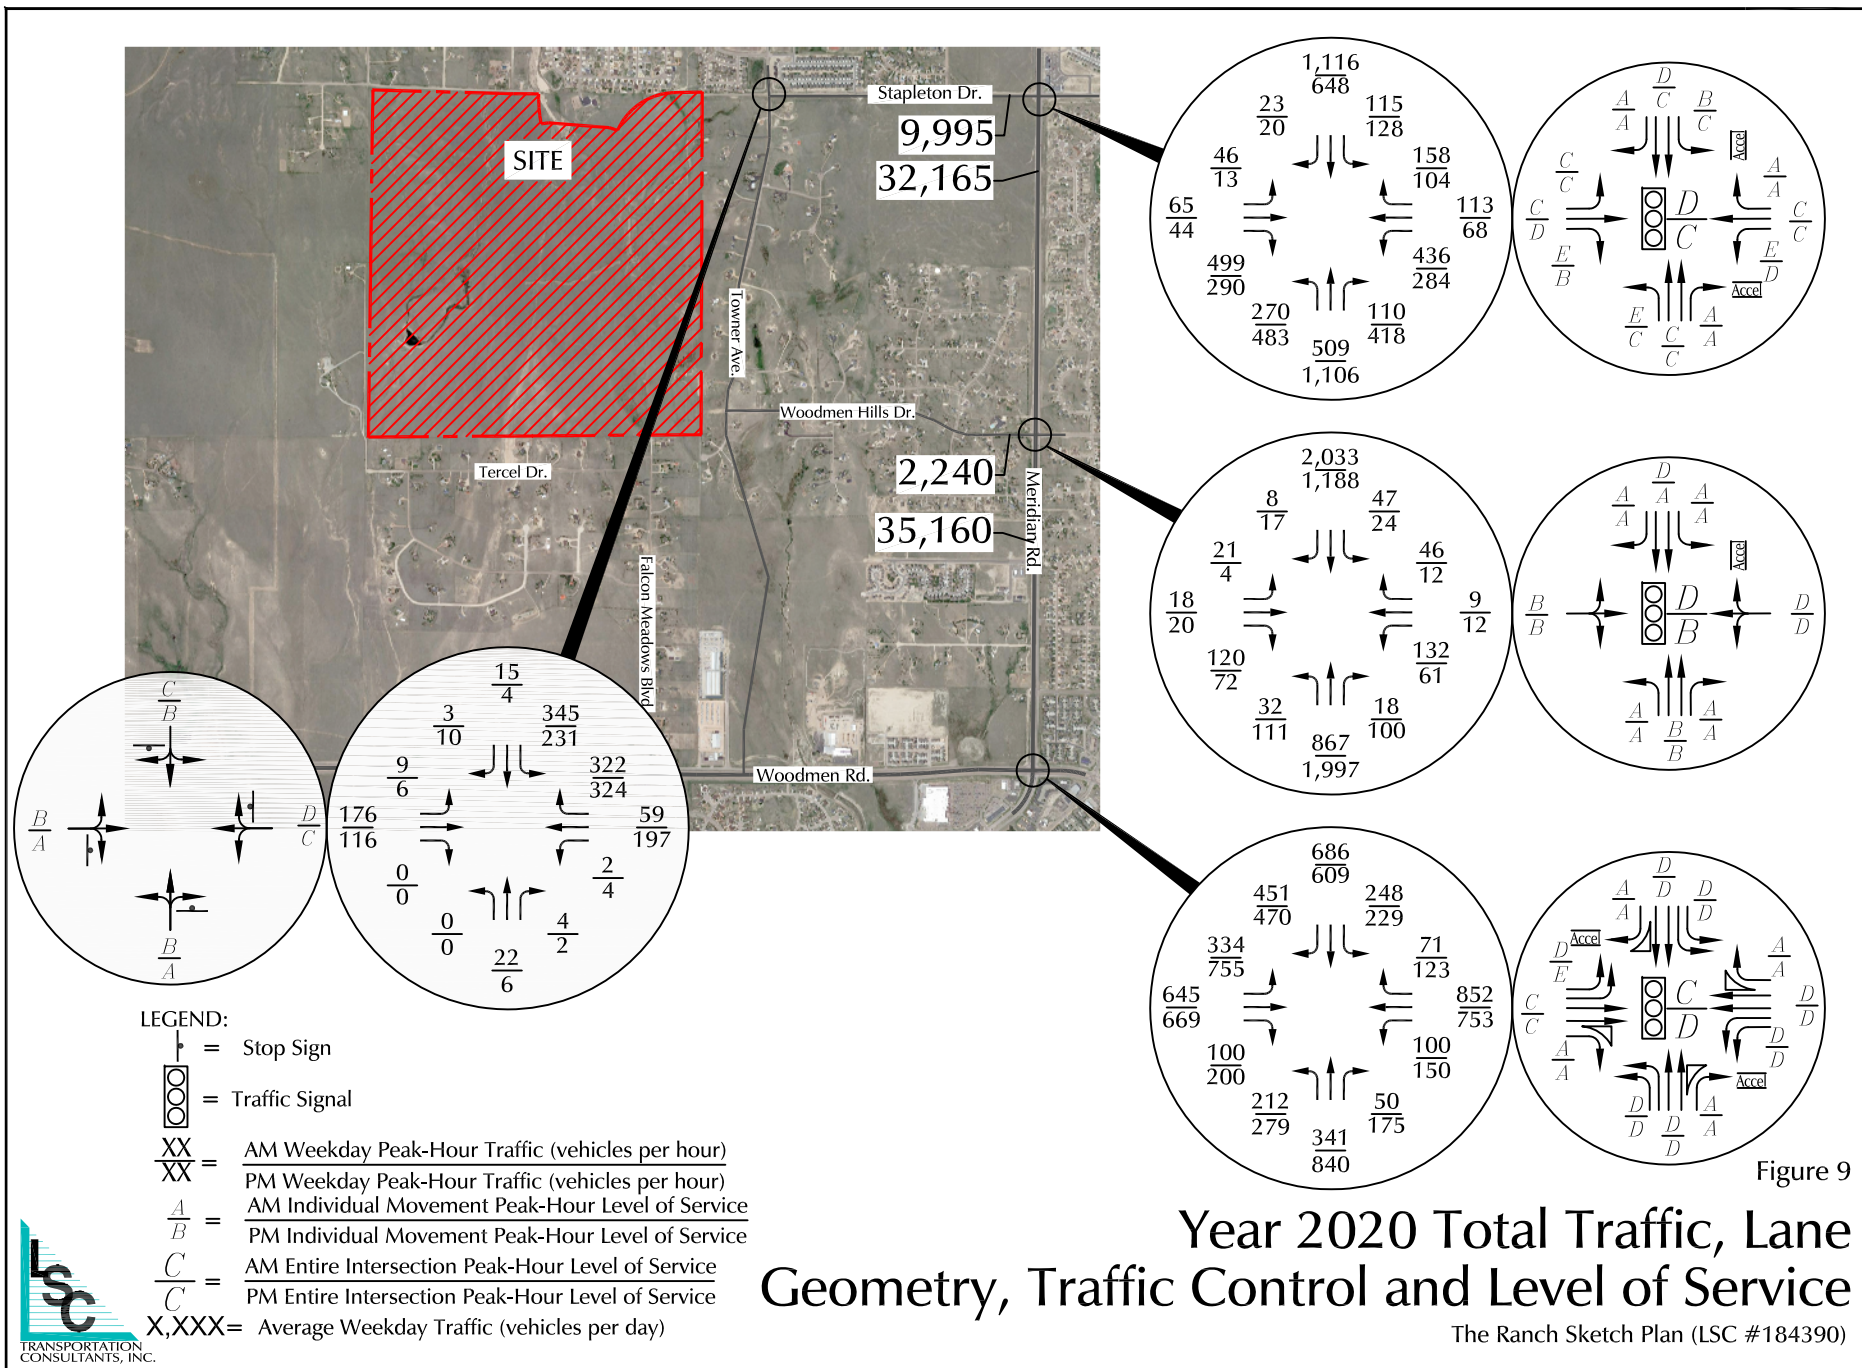 SITE
Stapleton Dr.
9,995
32,165
Towner Ave.
Woodmen Hills Dr.
2,240
35,160
Meridian Rd.
Tercel Dr.
Falcon Meadows Blvd
Woodmen Rd.
1,116
648
23
20
115
128
46
13
158
104
65
44
113
68
499
290
436
284
270
483
110
418
509
1,106
D
C
A
A
B
C
Accel
C
C
A
A
C
D
D
C
C
C
E
B
E
D
Accel
E
C
C
C
A
A
2,033
1,188
8
17
47
24
21
4
46
12
18
20
9
12
120
72
132
61
32
111
18
100
867
1,997
D
A
A
A
A
A
Accel
B
B
D
B
D
D
A
A
B
B
A
A
686
609
451
470
248
229
334
755
71
123
645
669
852
753
100
200
100
150
212
279
50
175
341
840
D
D
A
A
D
D
Accel
D
E
A
A
C
C
C
D
D
D
A
A
D
D
Accel
D
D
D
D
A
A
C
B
B
A
D
C
B
A
15
4
3
10
345
231
9
6
322
324
176
116
59
197
0
0
2
4
0
0
4
2
22
6
LEGEND:
= Stop Sign
= Traffic Signal
XX
XX
=
AM Weekday Peak-Hour Traffic (vehicles per hour)
PM Weekday Peak-Hour Traffic (vehicles per hour)
A
B
=
AM Individual Movement Peak-Hour Level of Service
PM Individual Movement Peak-Hour Level of Service
C
C
=
AM Entire Intersection Peak-Hour Level of Service
PM Entire Intersection Peak-Hour Level of Service
X,XXX= Average Weekday Traffic (vehicles per day)
LSC
TRANSPORTATION
CONSULTANTS, INC.
Figure 9
Year 2020 Total Traffic, Lane
Geometry, Traffic Control and Level of Service
The Ranch Sketch Plan (LSC #184390)